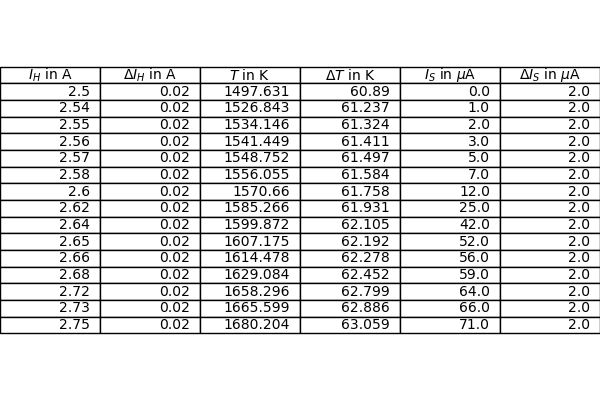 I_H in A ΔI_H in A T in K ΔT in K I_S in μA ΔI_S in μA
2.5 0.02 1497.631 60.89 0.0 2.0
2.54 0.02 1526.843 61.237 1.0 2.0
2.55 0.02 1534.146 61.324 2.0 2.0
2.56 0.02 1541.449 61.411 3.0 2.0
2.57 0.02 1548.752 61.497 5.0 2.0
2.58 0.02 1556.055 61.584 7.0 2.0
2.6 0.02 1570.66 61.758 12.0 2.0
2.62 0.02 1585.266 61.931 25.0 2.0
2.64 0.02 1599.872 62.105 42.0 2.0
2.65 0.02 1607.175 62.192 52.0 2.0
2.66 0.02 1614.478 62.278 56.0 2.0
2.68 0.02 1629.084 62.452 59.0 2.0
2.72 0.02 1658.296 62.799 64.0 2.0
2.73 0.02 1665.599 62.886 66.0 2.0
2.75 0.02 1680.204 63.059 71.0 2.0